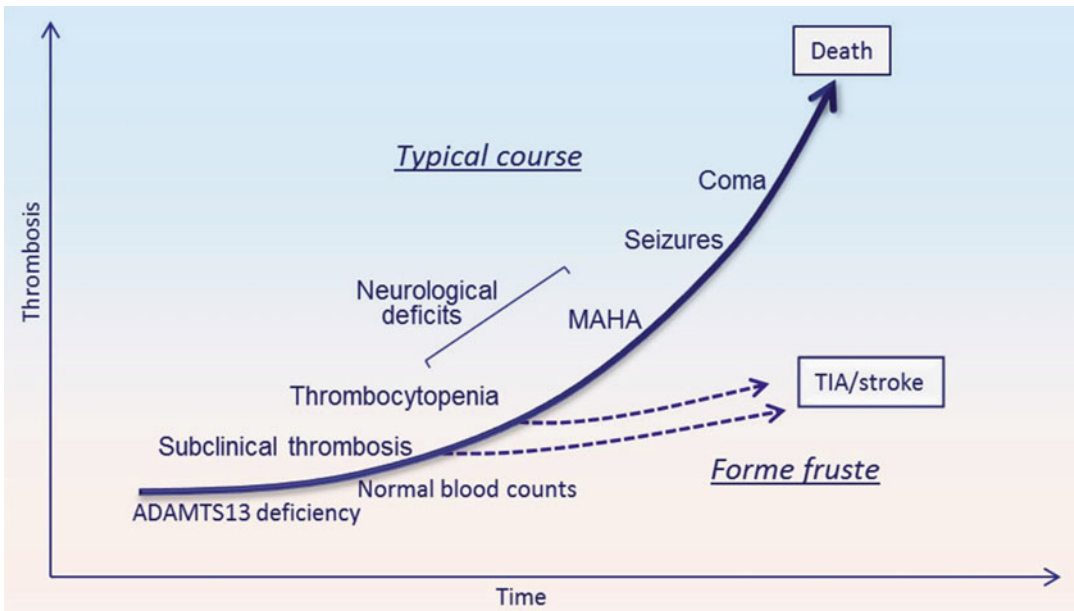 Death
Typical course
Coma
Seizures
Neurological
deficits
MAHA
Thrombosis
Thrombocytopenia
TIA/stroke
Subclinical thrombosis
Forme fruste
Normal blood counts
ADAMTS13 deficiency
Time